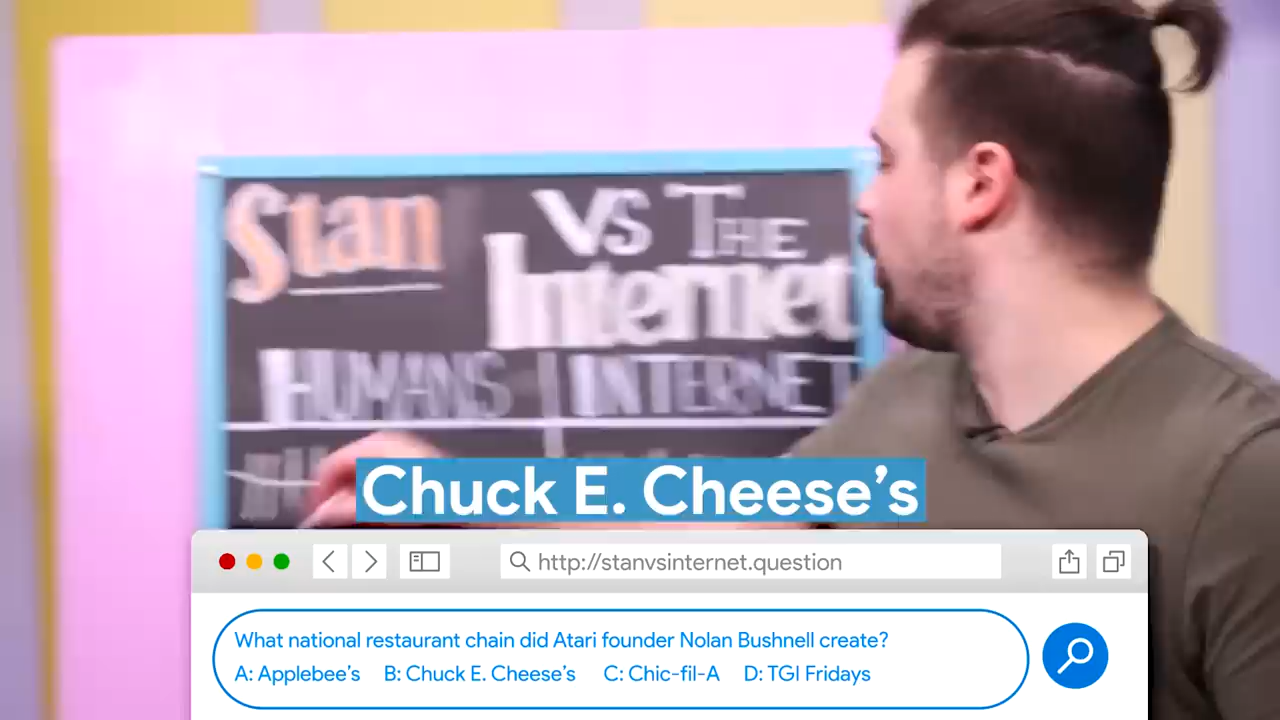 Stan
VS THE
Internet
HUMANS | INTERNET
Chuck E. Cheese's
http://stanvsinternet.question
What national restaurant chain did Atari founder Nolan Bushnell create?
A: Applebee's B: Chuck E. Cheese's C: Chic-fil-A D: TGI Fridays